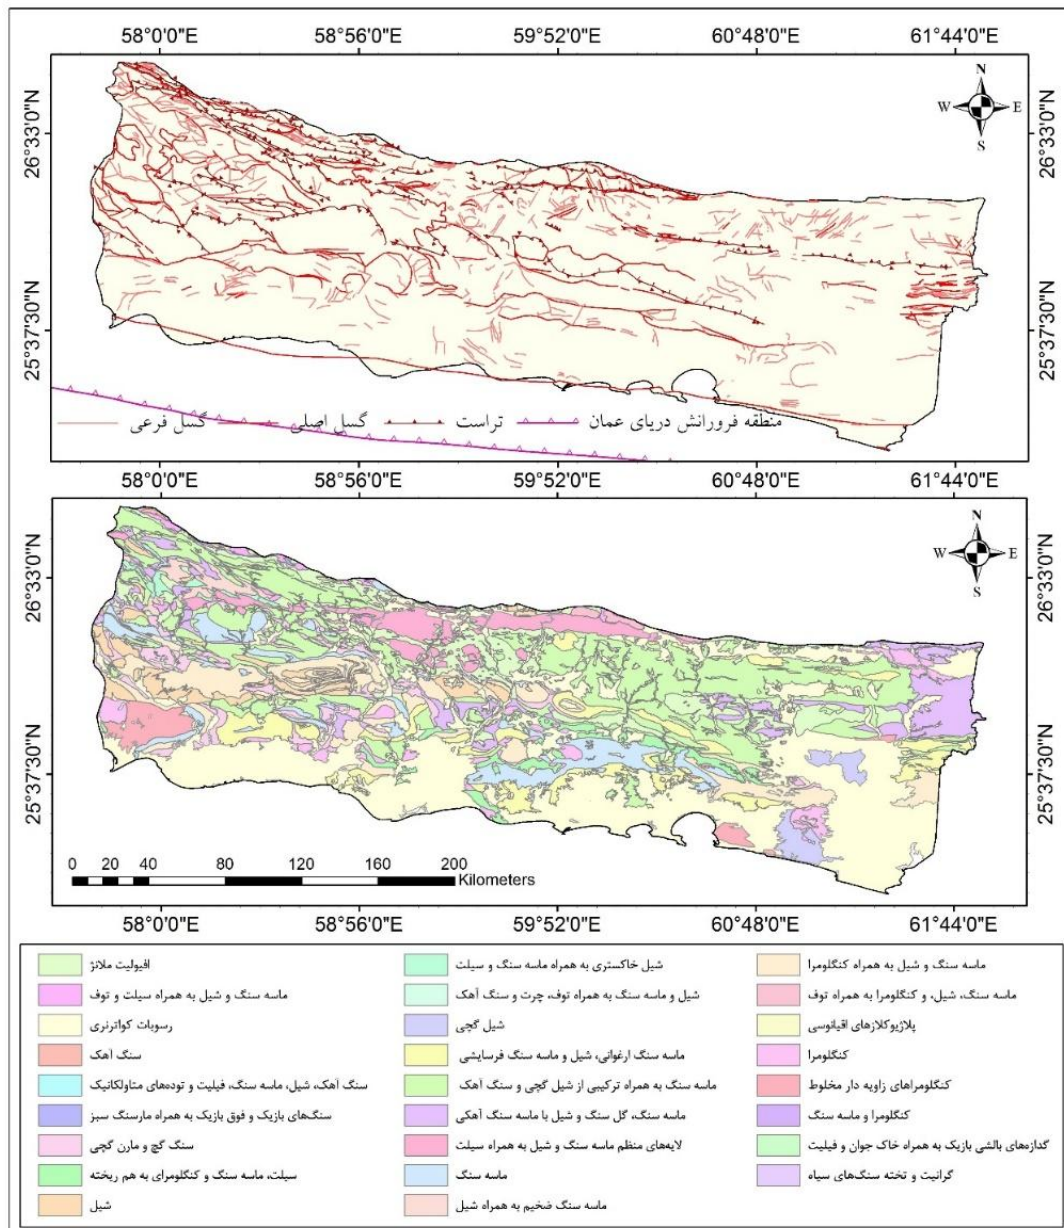 58°0'0"E 58°56'0"E 59°52'0"E 60°48'0"E 61°44'0"E
N
W E
S
26°33'0"N 26°33'0"N
25°37'30"N 25°37'30"N
گسل فرعی گسل اصلی تراست منطقه فرورانش دریای عمان
58°0'0"E 58°56'0"E 59°52'0"E 60°48'0"E 61°44'0"E
N
W E
S
26°33'0"N 26°33'0"N
25°37'30"N 25°37'30"N
0 20 40 80 120 160 200
Kilometers
58°0'0"E 58°56'0"E 59°52'0"E 60°48'0"E 61°44'0"E
افیولیت ملانژ
ماسه سنگ و شیل به همراه سیلت و توف
رسوبات کواترنری
سنگ آهک
سنگ آهک، شیل، ماسه سنگ، فیلیت و توده‌های متاولکانیک
سنگ‌های بازیک و فوق بازیک به همراه مارسنگ سبز
سنگ گچ و مارن گچی
سیلت، ماسه سنگ و کنگلومرای به هم ریخته
شیل
شیل خاکستری به همراه ماسه سنگ و سیلت
شیل و ماسه سنگ به همراه توف، چرت و سنگ آهک
شیل گچی
ماسه سنگ ارغوانی، شیل و ماسه سنگ فرسایشی
ماسه سنگ به همراه ترکیبی از شیل گچی و سنگ آهک
ماسه سنگ، گل سنگ و شیل با ماسه سنگ آهکی
لایه‌های منظم ماسه سنگ و شیل به همراه سیلت
ماسه سنگ
ماسه سنگ ضخیم به همراه شیل
ماسه سنگ و شیل به همراه کنگلومرا
ماسه سنگ، شیل، و کنگلومرا به همراه توف
پلاژیوکلازهای اقیانوسی
کنگلومرا
کنگلومراهای زاویه دار مخلوط
کنگلومرا و ماسه سنگ
گدازه‌های بالشی بازیک به همراه خاک جوان و فیلیت
گرانیت و تخته سنگ‌های سیاه